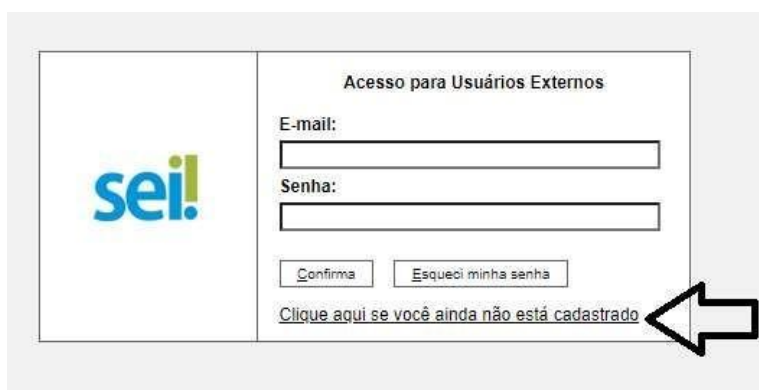 Acesso para Usuários Externos
E-mail:
sei!
Senha:
Confirma Esqueci minha senha
Clique aqui se você ainda não está cadastrado